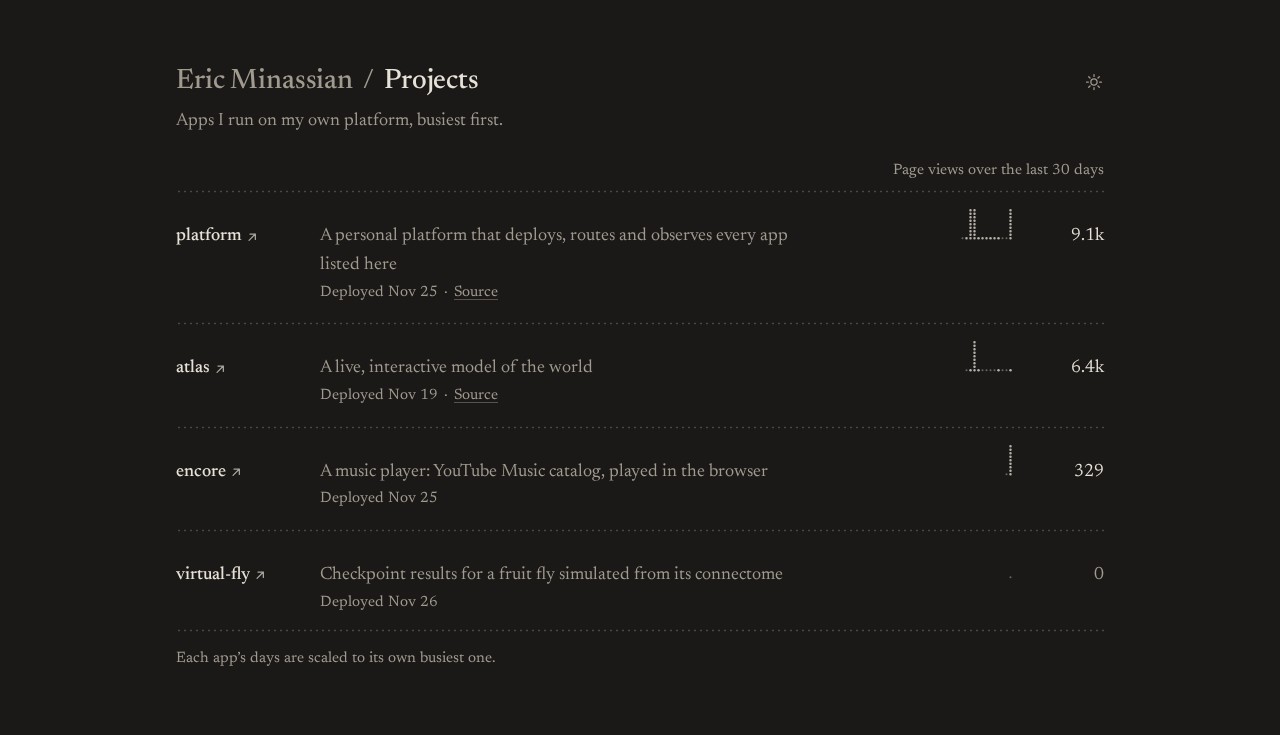 Eric Minassian / Projects
Apps I run on my own platform, busiest first.
Page views over the last 30 days
platform ↗ A personal platform that deploys, routes and observes every app 9.1k
listed here
Deployed Nov 25 · Source
atlas ↗ A live, interactive model of the world 6.4k
Deployed Nov 19 · Source
encore ↗ A music player: YouTube Music catalog, played in the browser 329
Deployed Nov 25
virtual-fly ↗ Checkpoint results for a fruit fly simulated from its connectome 0
Deployed Nov 26
Each app’s days are scaled to its own busiest one.